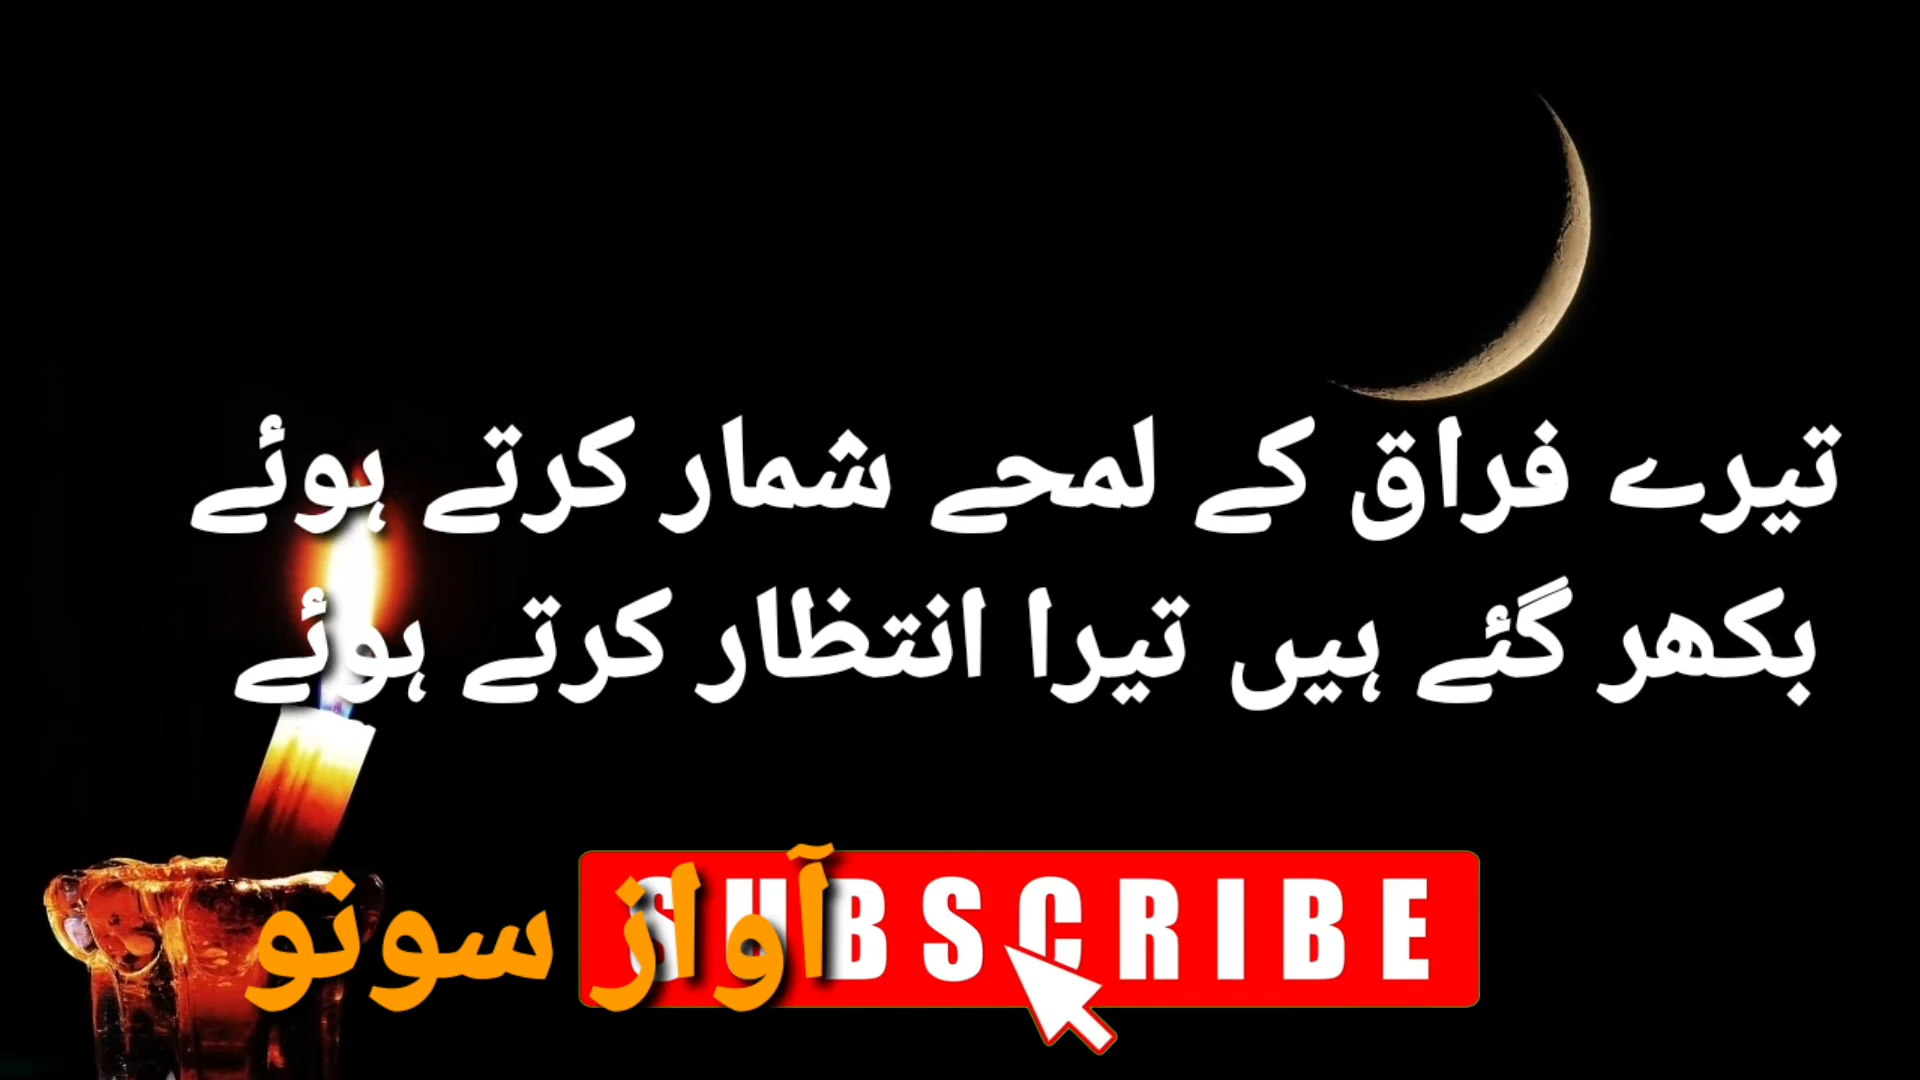 تیرے فراق کے لمحے شمار کرتے ہوئے
بکھر گئے ہیں تیرا انتظار کرتے ہوئے
آواز سونو
SUBSCRIBE